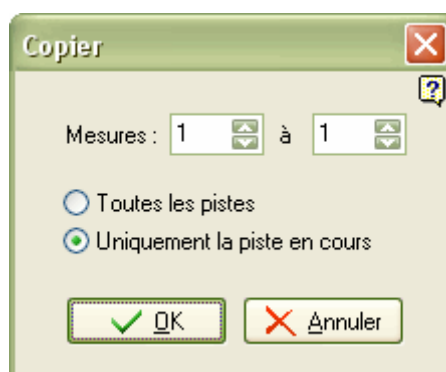 Copier
?
Mesures : 1 à 1
Toutes les pistes
Uniquement la piste en cours
OK Annuler